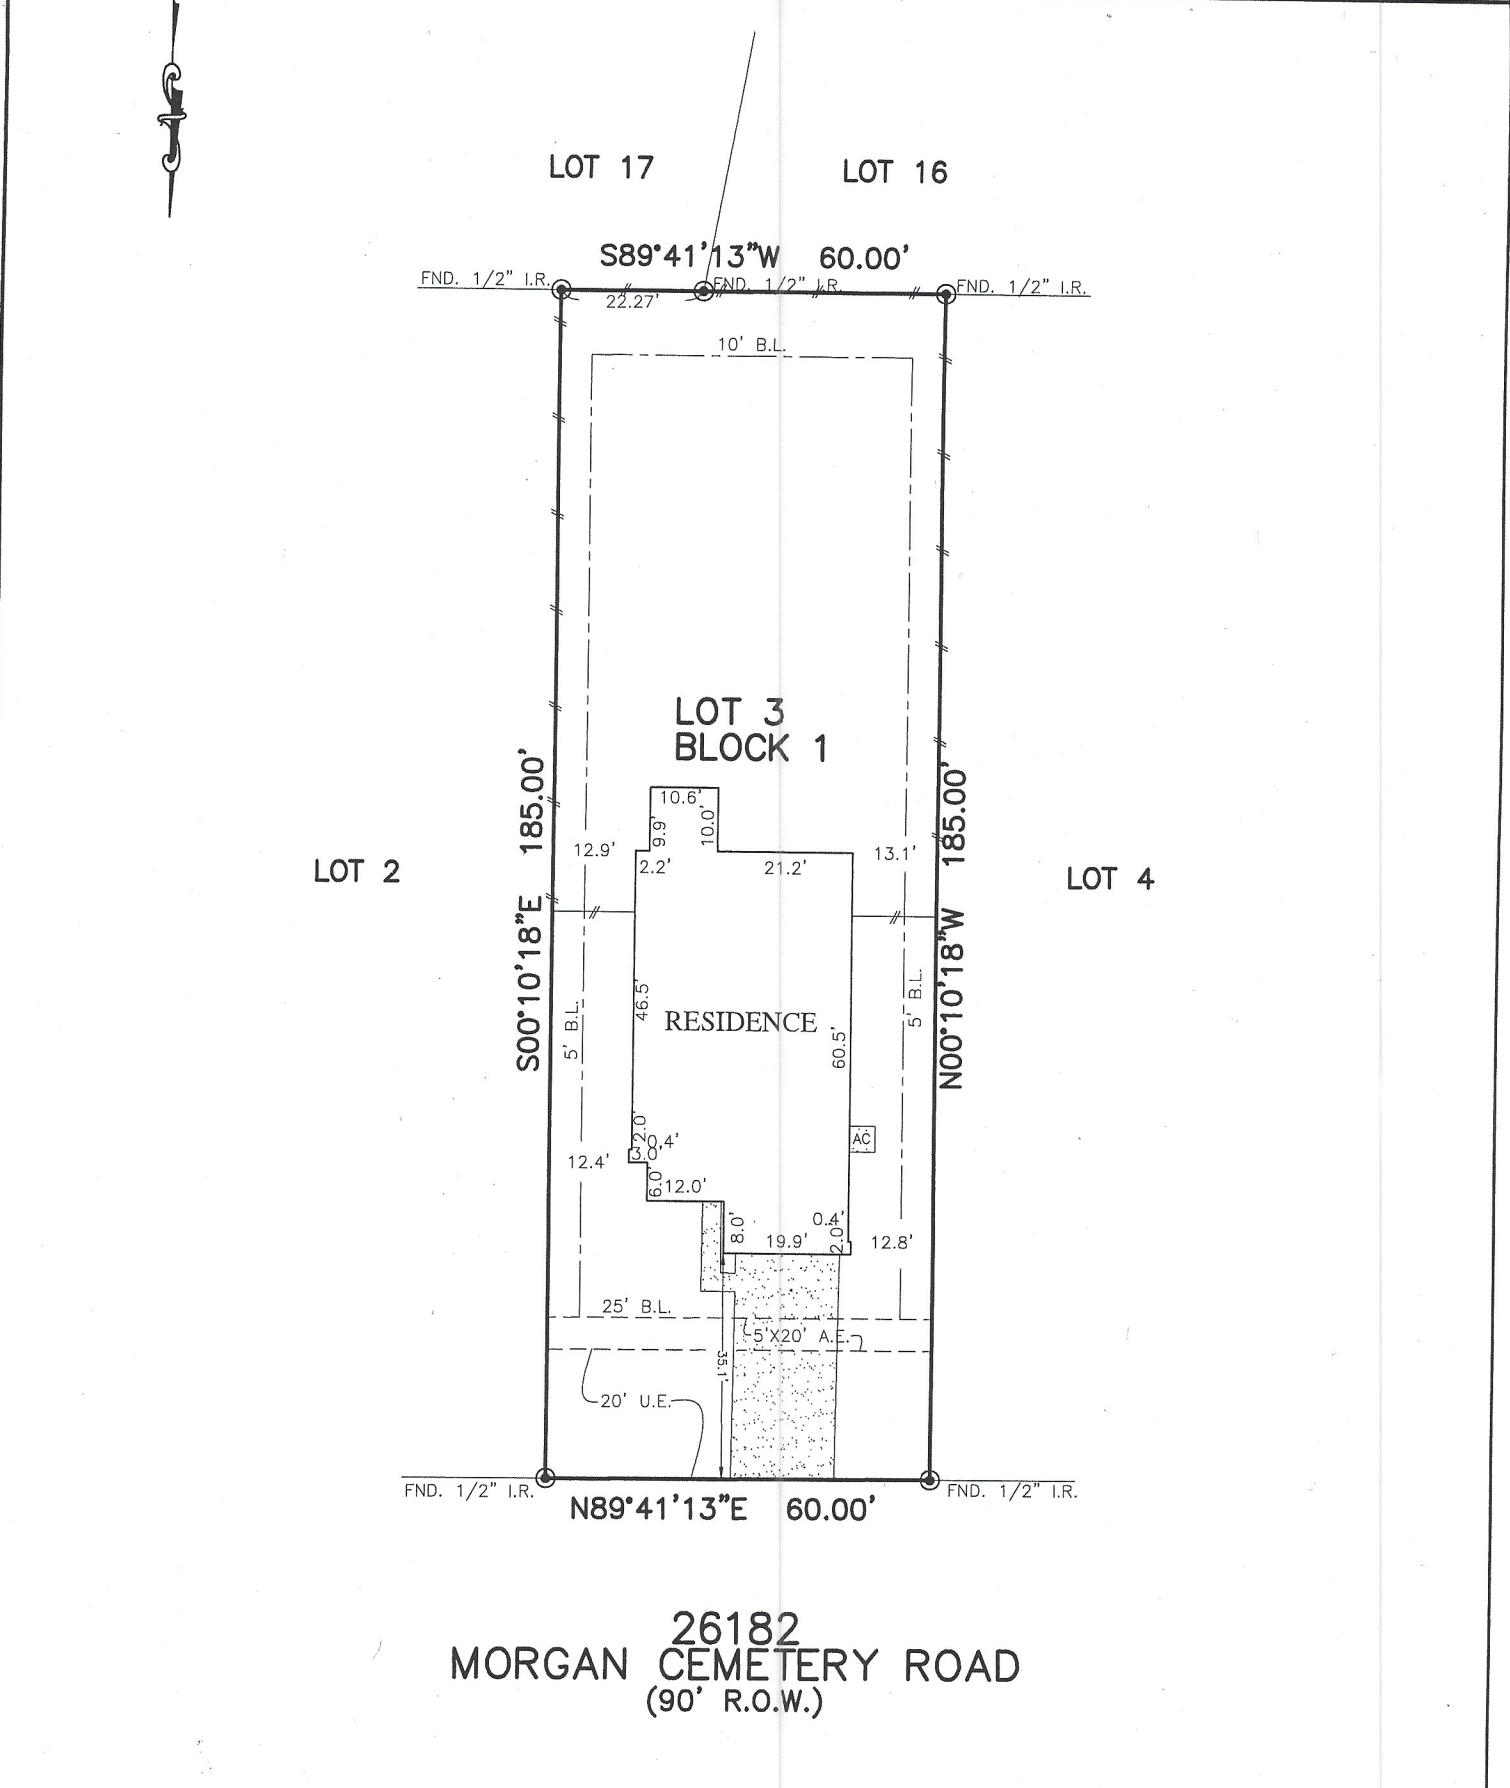 LOT 17
LOT 16
S89°41'13"W 60.00'
FND. 1/2" I.R.
FND. 1/2" I.R.
FND. 1/2" I.R.
22.27'
10' B.L.
LOT 3
BLOCK 1
S00°10'18"E 185.00'
N00°10'18"W 185.00'
LOT 2
LOT 4
10.6'
9.9'
10.0'
12.9'
2.2'
21.2'
13.1'
46.5'
RESIDENCE
60.5'
5' B.L.
5' B.L.
2.0'
0.4'
3.0'
AC
12.4'
6.0'
12.0'
8.0'
19.9'
0.4'
2.0'
12.8'
25' B.L.
5'X20' A.E.
35.1'
20' U.E.
FND. 1/2" I.R.
FND. 1/2" I.R.
N89°41'13"E 60.00'
26182
MORGAN CEMETERY ROAD
(90' R.O.W.)